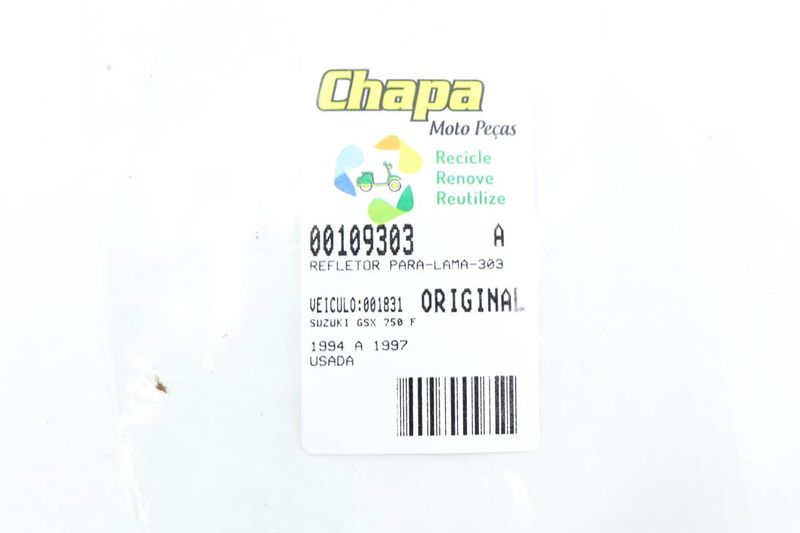 Chapa
Moto Peças
Recicle
Renove
Reutilize
00109303 A
REFLETOR PARA-LAMA-303
VEICULO:001831 ORIGINAL
SUZUKI GSX 750 F
1994 A 1997
USADA